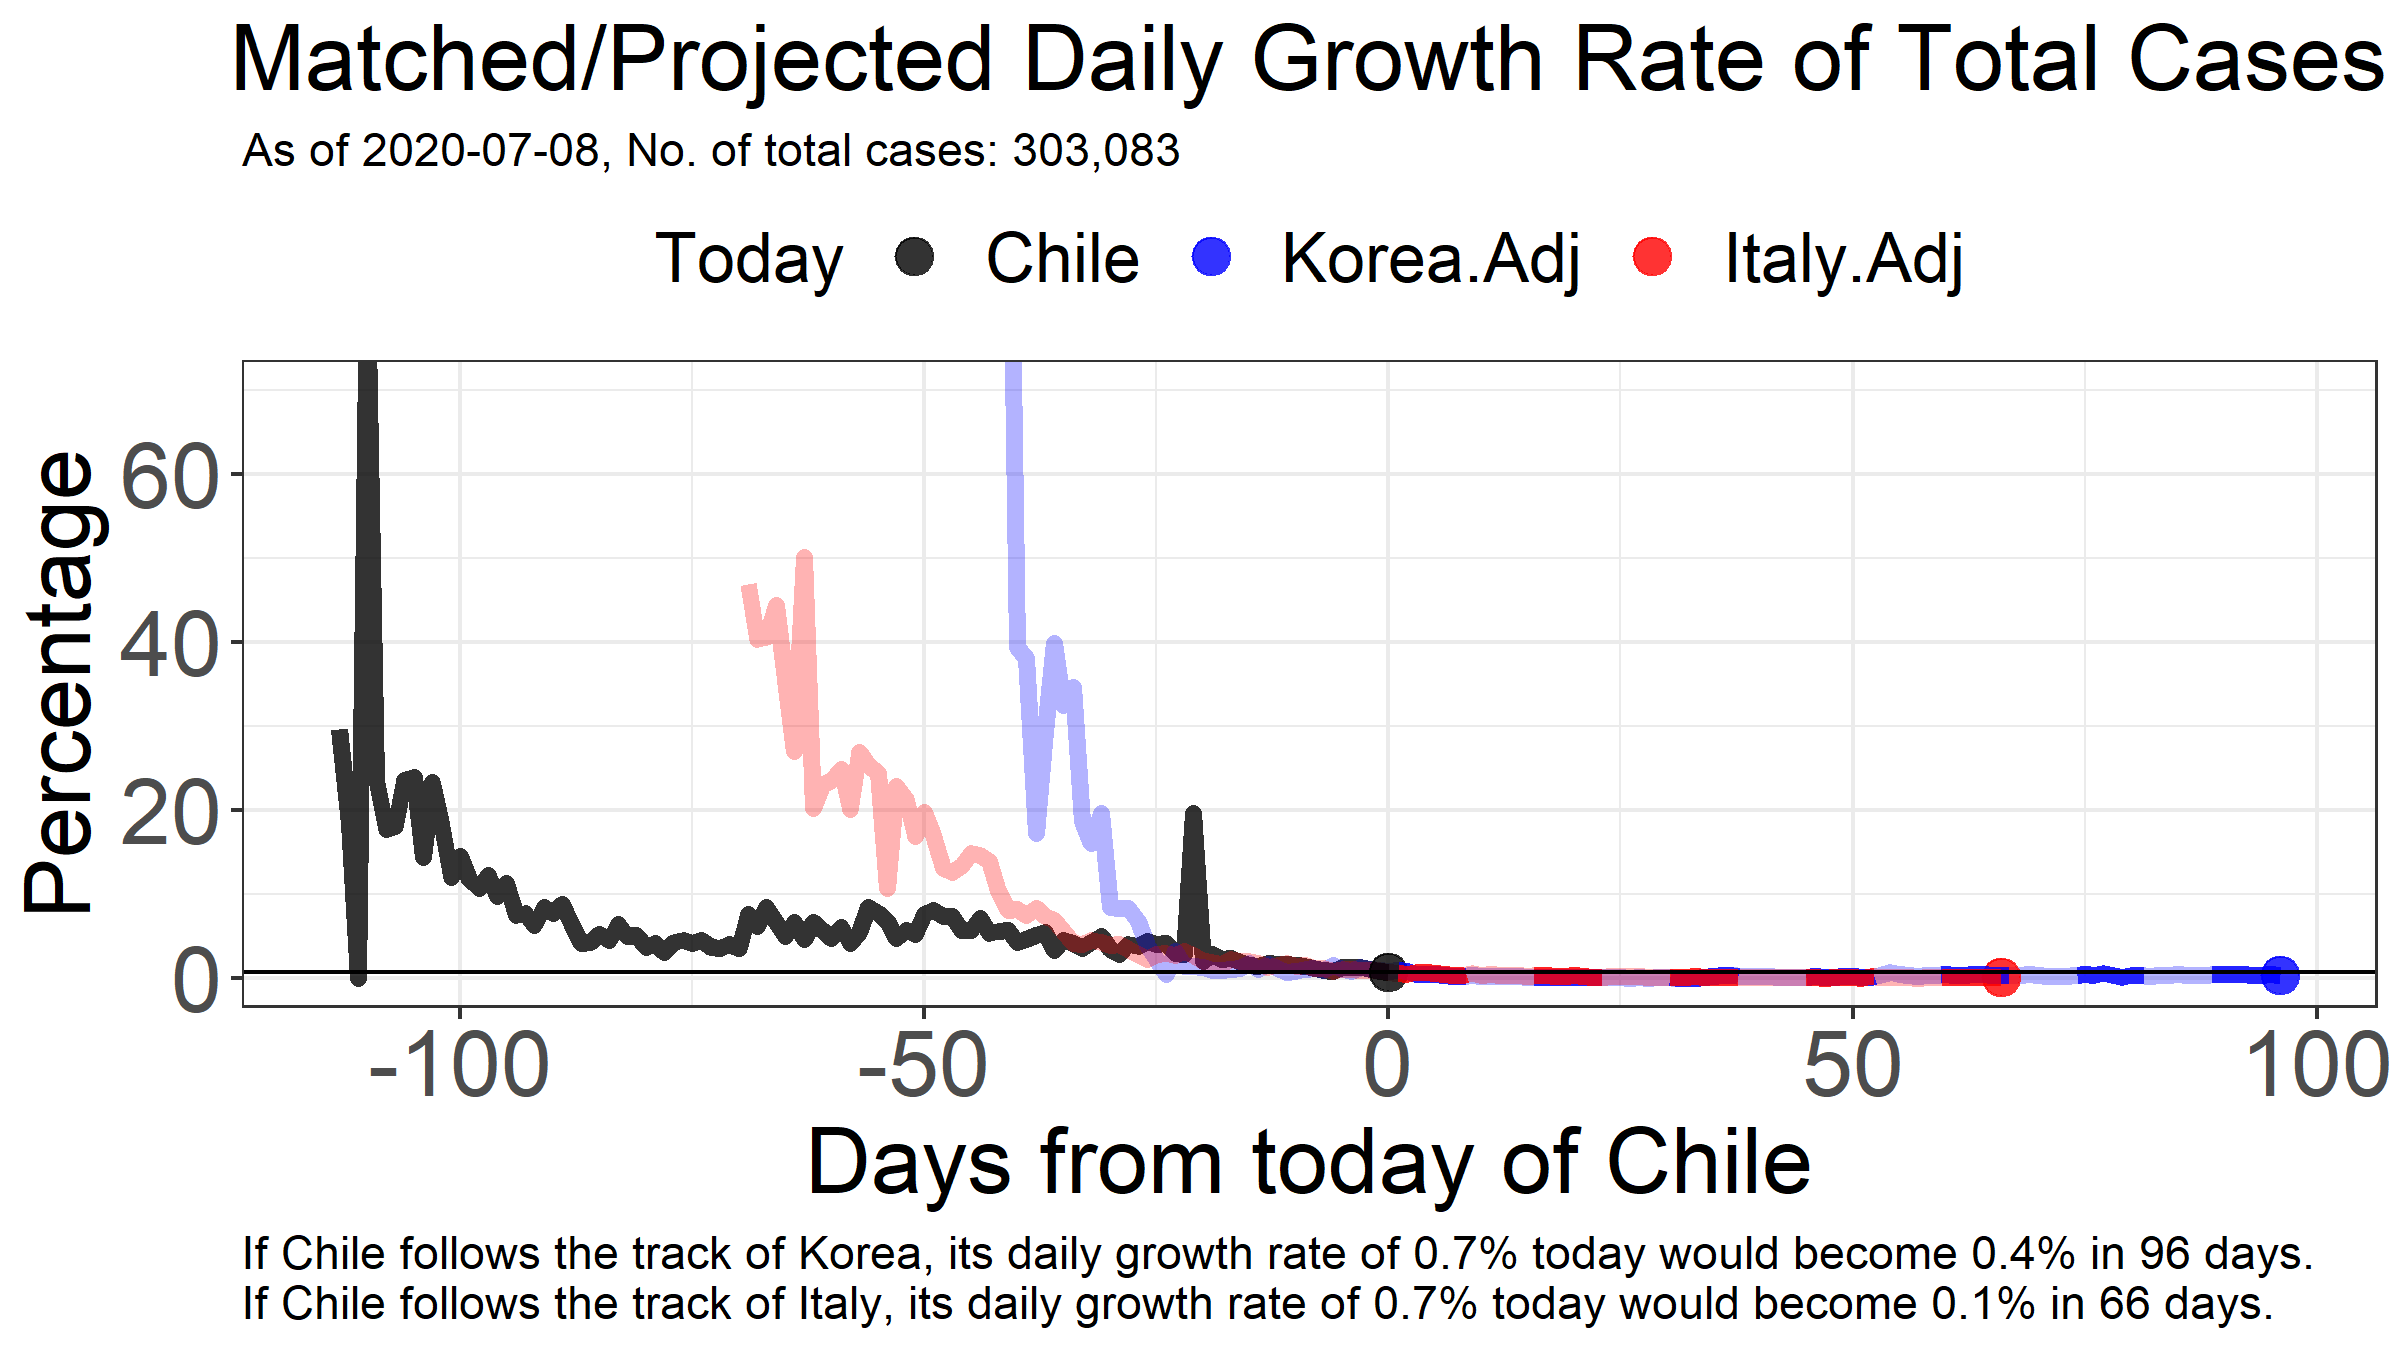 Matched/Projected Daily Growth Rate of Total Cases
As of 2020-07-08, No. of total cases: 303,083
Today Chile Korea.Adj Italy.Adj
Percentage
60
40
20
0
-100 -50 0 50 100
Days from today of Chile
If Chile follows the track of Korea, its daily growth rate of 0.7% today would become 0.4% in 96 days.
If Chile follows the track of Italy, its daily growth rate of 0.7% today would become 0.1% in 66 days.